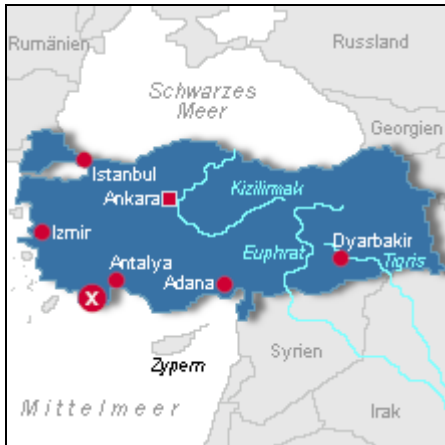 Rumänien
Russland
Schwarzes
Meer
Georgien
Istanbul
Ankara
Kizilirmak
Izmir
Euphrat
Dyarbakir
Antalya
Adana
Tigris
X
Zypern
Syrien
Mittelmeer
Irak